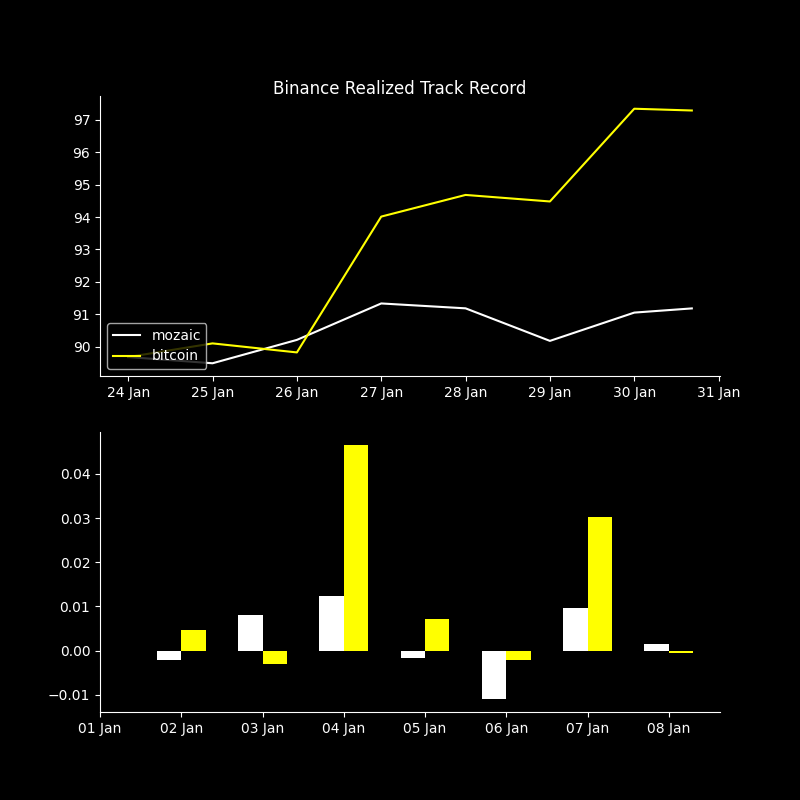 Binance Realized Track Record
97
96
95
94
93
92
91
90
mozaic
bitcoin
24 Jan 25 Jan 26 Jan 27 Jan 28 Jan 29 Jan 30 Jan 31 Jan
0.04
0.03
0.02
0.01
0.00
−0.01
01 Jan 02 Jan 03 Jan 04 Jan 05 Jan 06 Jan 07 Jan 08 Jan